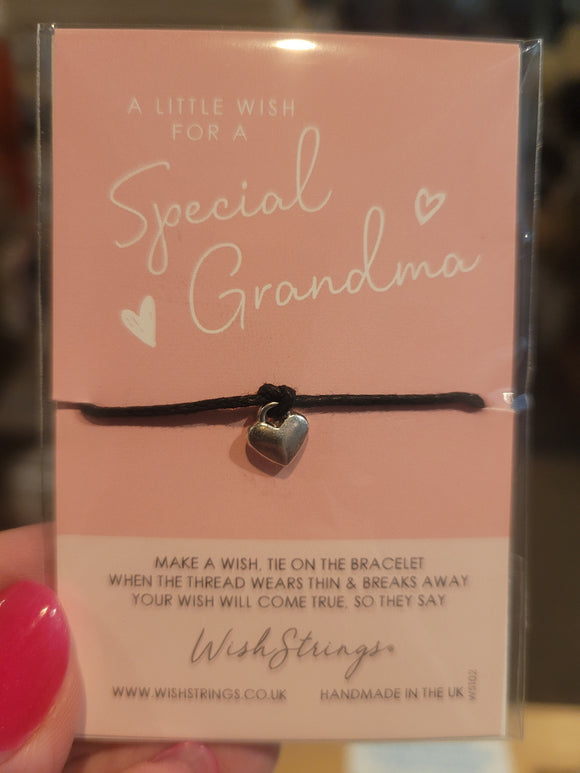 A LITTLE WISH
FOR A
Special
Grandma
MAKE A WISH, TIE ON THE BRACELET
WHEN THE THREAD WEARS THIN & BREAKS AWAY
YOUR WISH WILL COME TRUE, SO THEY SAY
WishStrings®
WWW.WISHSTRINGS.CO.UK HANDMADE IN THE UK
WS102